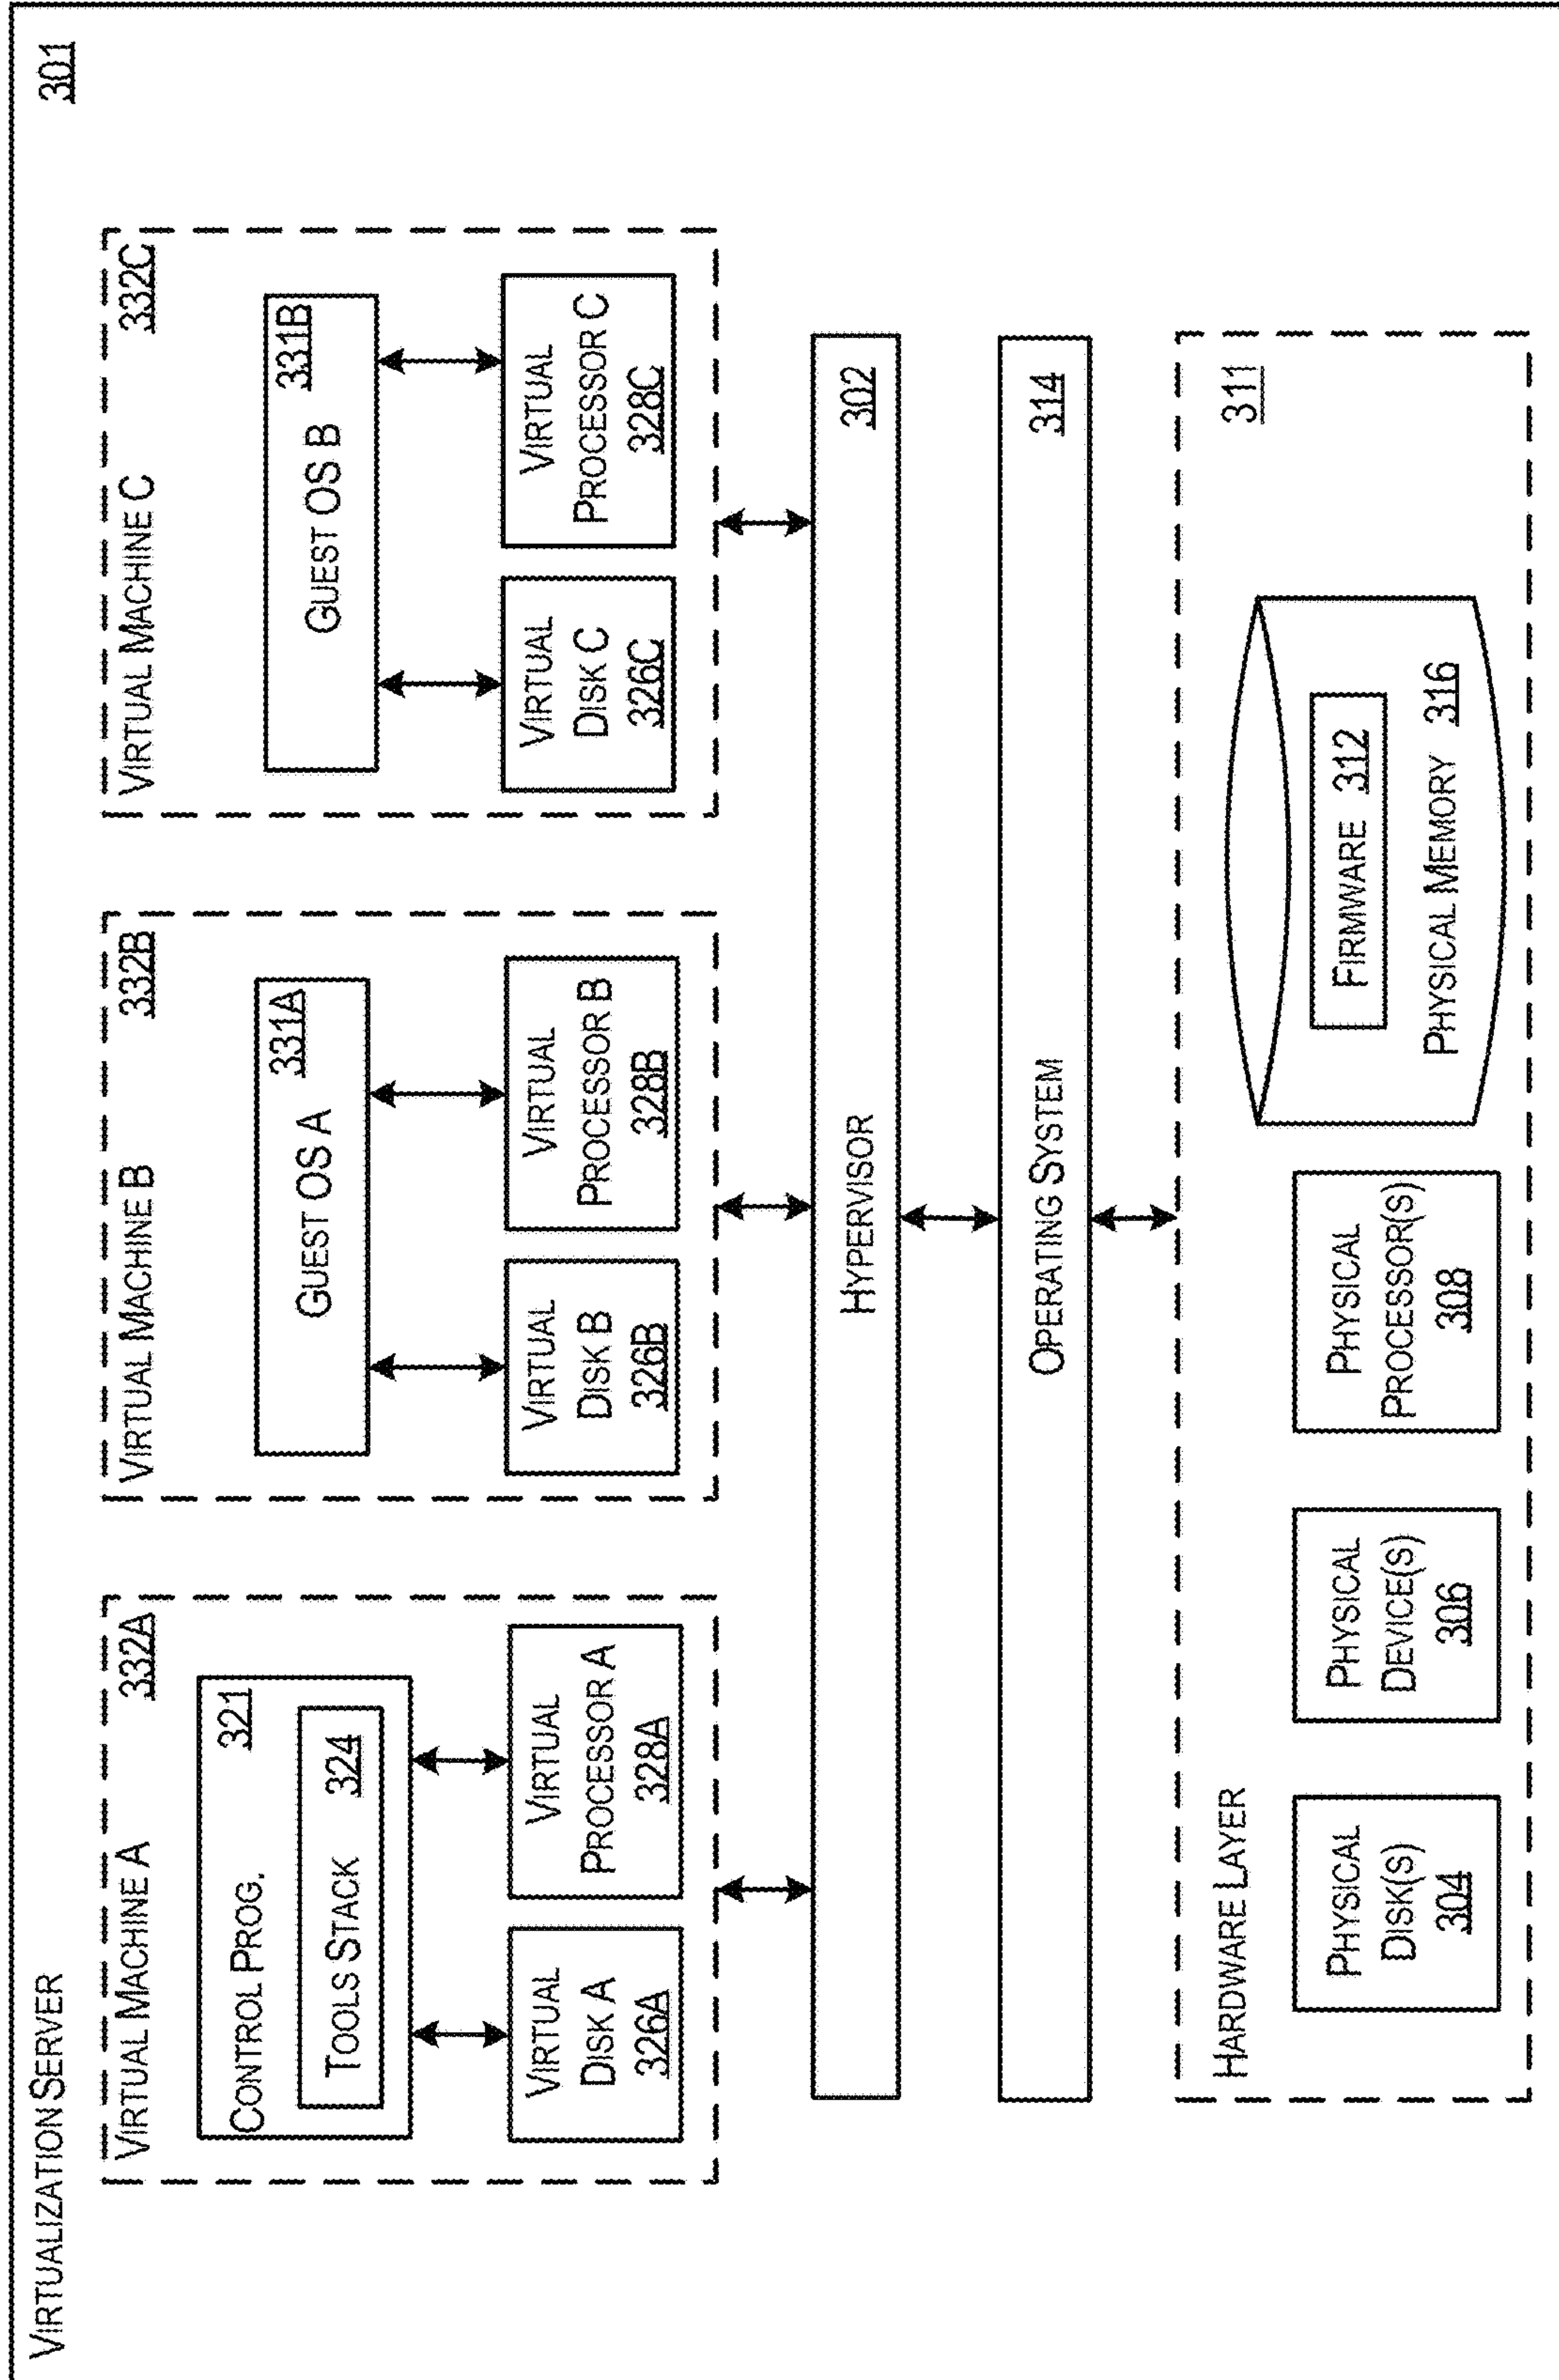 VIRTUALIZATION SERVER
301
VIRTUAL MACHINE A 332A
CONTROL PROG. 321
TOOLS STACK 324
VIRTUAL
DISK A
326A
VIRTUAL
PROCESSOR A
328A
VIRTUAL MACHINE B 332B
GUEST OS A 331A
VIRTUAL
DISK B
326B
VIRTUAL
PROCESSOR B
328B
VIRTUAL MACHINE C 332C
GUEST OS B 331B
VIRTUAL
DISK C
326C
VIRTUAL
PROCESSOR C
328C
HYPERVISOR 302
OPERATING SYSTEM 314
HARDWARE LAYER 311
PHYSICAL
DISK(S)
304
PHYSICAL
DEVICE(S)
306
PHYSICAL
PROCESSOR(S)
308
FIRMWARE 312
PHYSICAL MEMORY 316